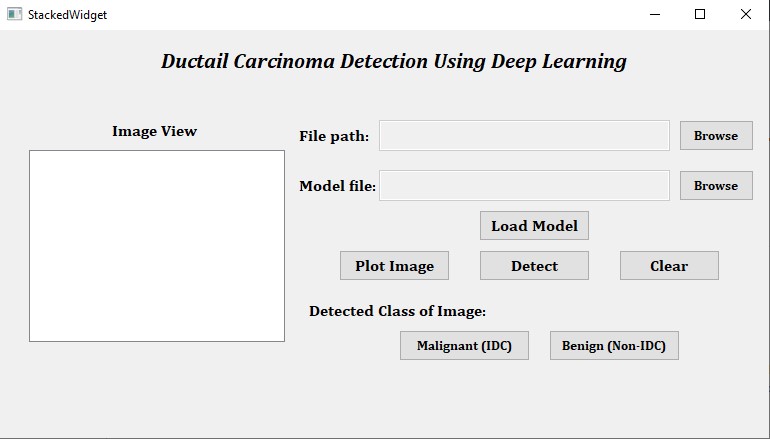 StackedWidget
Ductail Carcinoma Detection Using Deep Learning
Image View
File path:
Browse
Model file:
Browse
Load Model
Plot Image
Detect
Clear
Detected Class of Image:
Malignant (IDC)
Benign (Non-IDC)